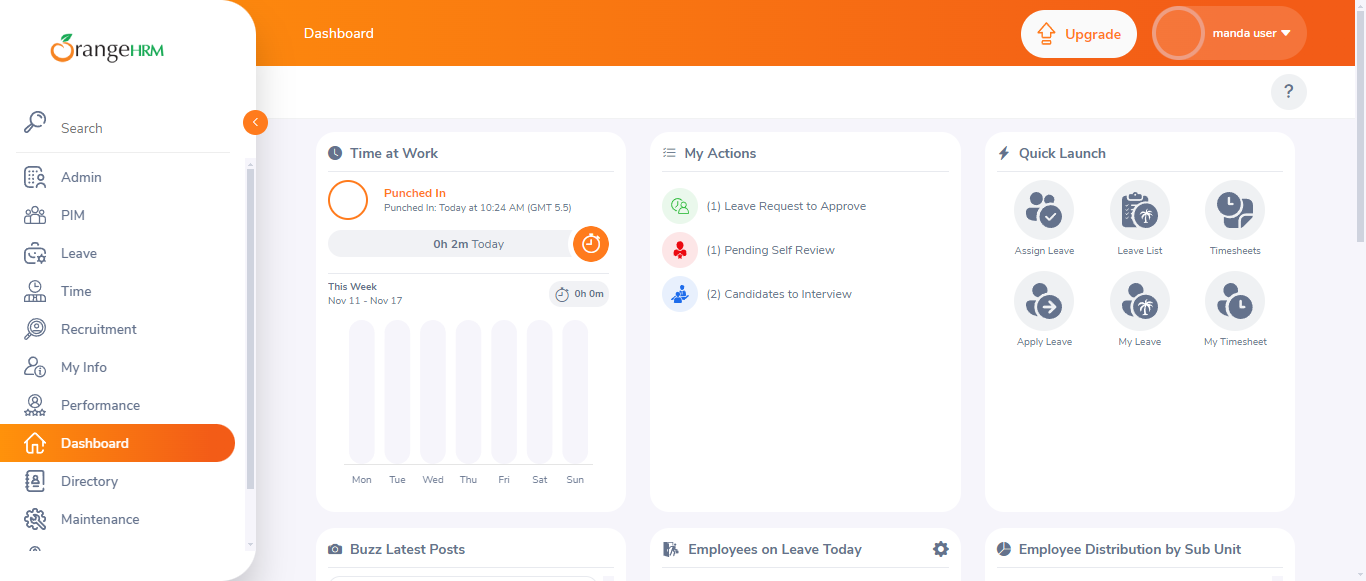 OrangeHRM
Search
Admin
PIM
Leave
Time
Recruitment
My Info
Performance
Dashboard
Directory
Maintenance
Dashboard
Upgrade
manda user
?
Time at Work
Punched In
Punched In: Today at 10:24 AM (GMT 5.5)
0h 2m Today
This Week
Nov 11 - Nov 17
0h 0m
Mon Tue Wed Thu Fri Sat Sun
My Actions
(1) Leave Request to Approve
(1) Pending Self Review
(2) Candidates to Interview
Quick Launch
Assign Leave Leave List Timesheets
Apply Leave My Leave My Timesheet
Buzz Latest Posts
Employees on Leave Today
Employee Distribution by Sub Unit